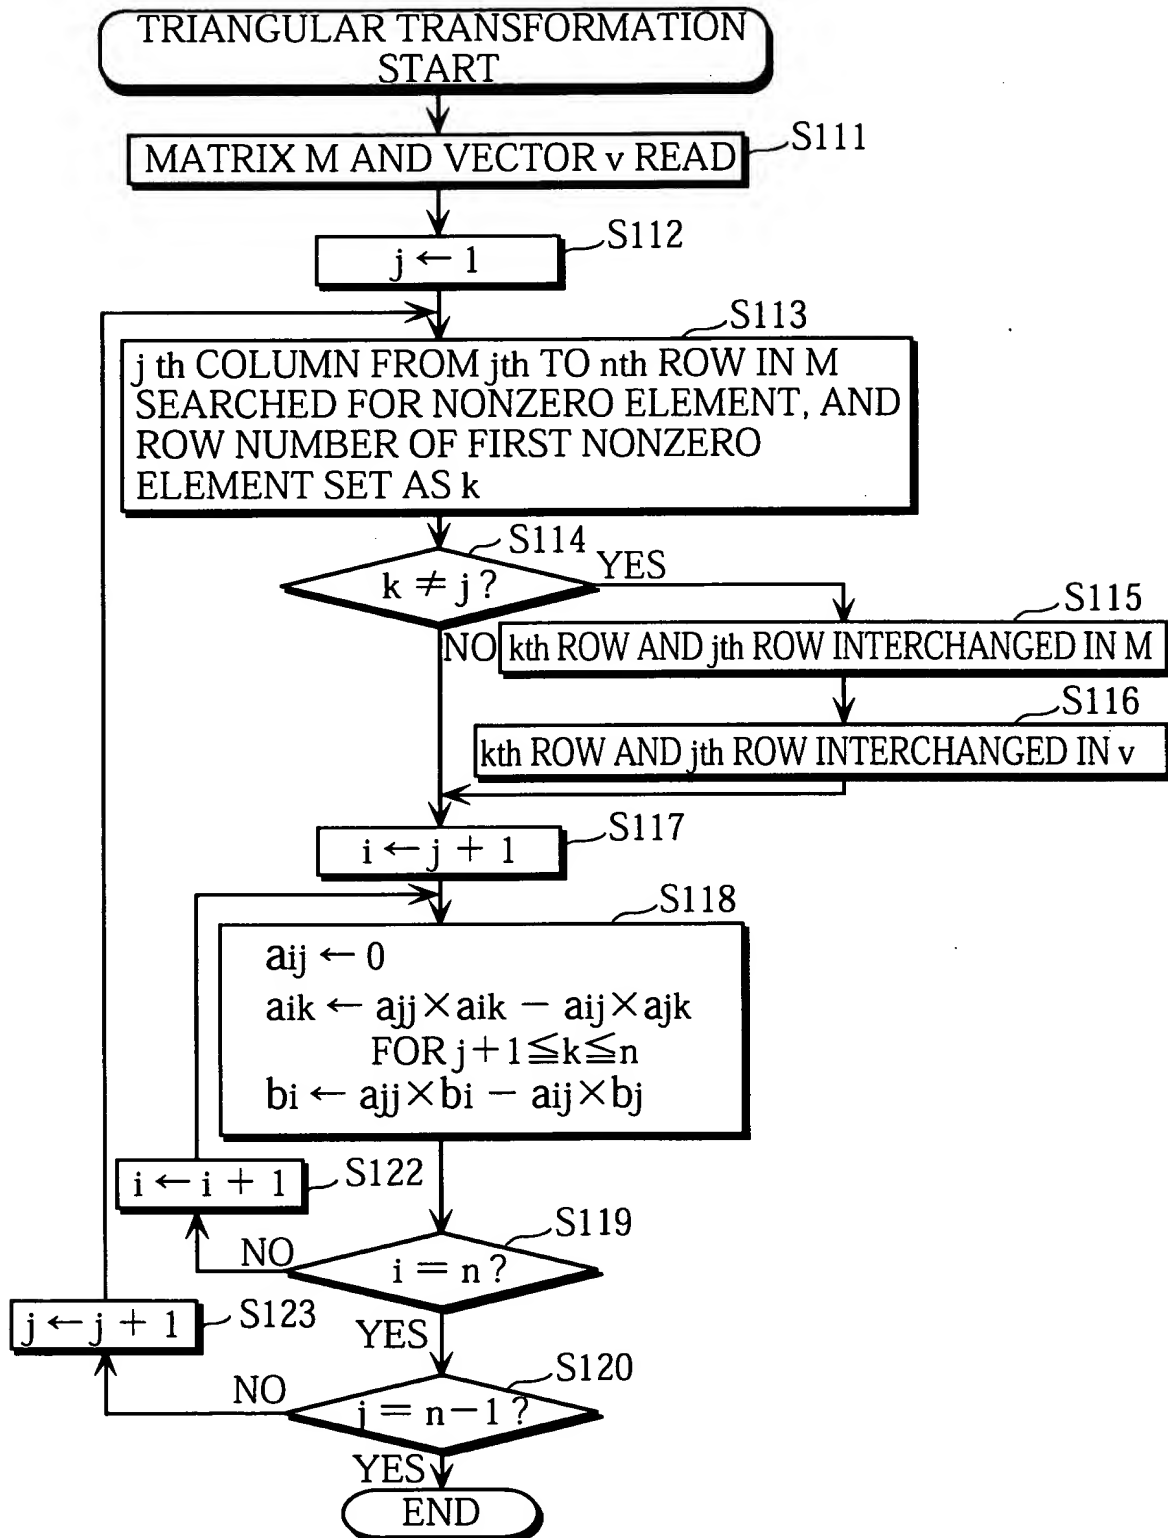 TRIANGULAR TRANSFORMATION
START
S111
MATRIX M AND VECTOR v READ
S112
j ← 1
S113
j th COLUMN FROM jth TO nth ROW IN M
SEARCHED FOR NONZERO ELEMENT, AND
ROW NUMBER OF FIRST NONZERO
ELEMENT SET AS k
S114
k ≠ j ?
YES
NO
S115
kth ROW AND jth ROW INTERCHANGED IN M
S116
kth ROW AND jth ROW INTERCHANGED IN v
S117
i ← j + 1
S118
aij ← 0
aik ← ajj×aik − aij×ajk
FOR j+1≦k≦n
bi ← ajj×bi − aij×bj
S122
i ← i + 1
S119
i = n ?
NO
YES
S123
j ← j + 1
S120
j = n−1 ?
NO
YES
END